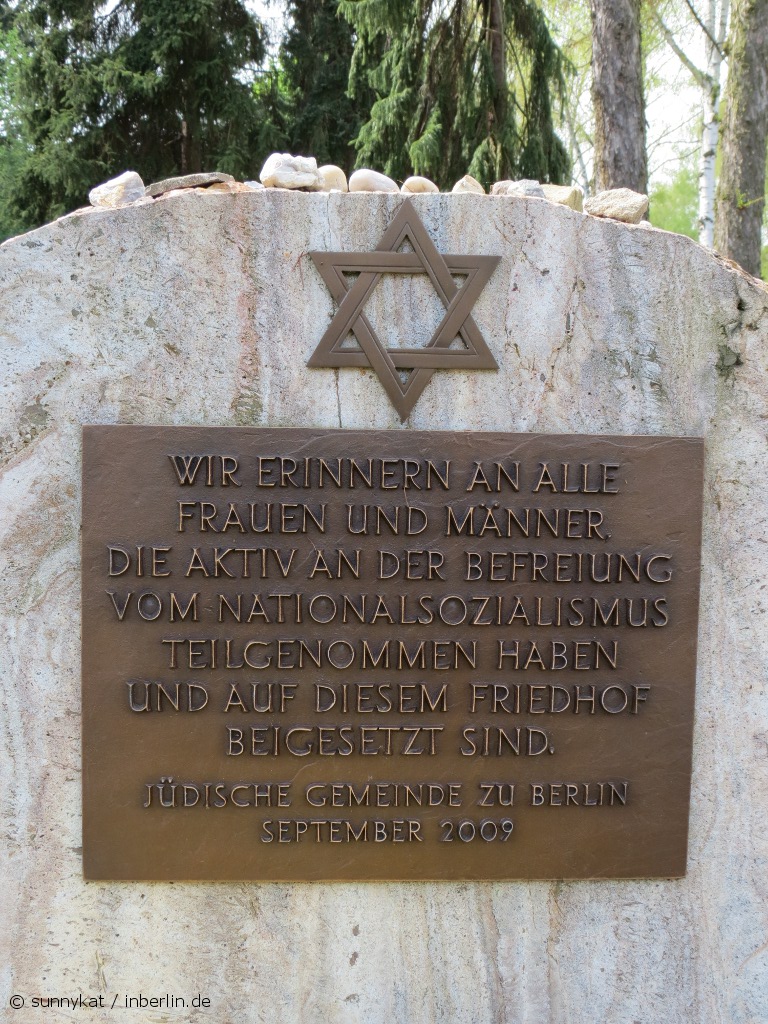 WIR ERINNERN AN ALLE
FRAUEN UND MÄNNER,
DIE AKTIV AN DER BEFREIUNG
VOM NATIONALSOZIALISMUS
TEILGENOMMEN HABEN
UND AUF DIESEM FRIEDHOF
BEIGESETZT SIND.
JÜDISCHE GEMEINDE ZU BERLIN
SEPTEMBER 2009
© sunnykat / inberlin.de